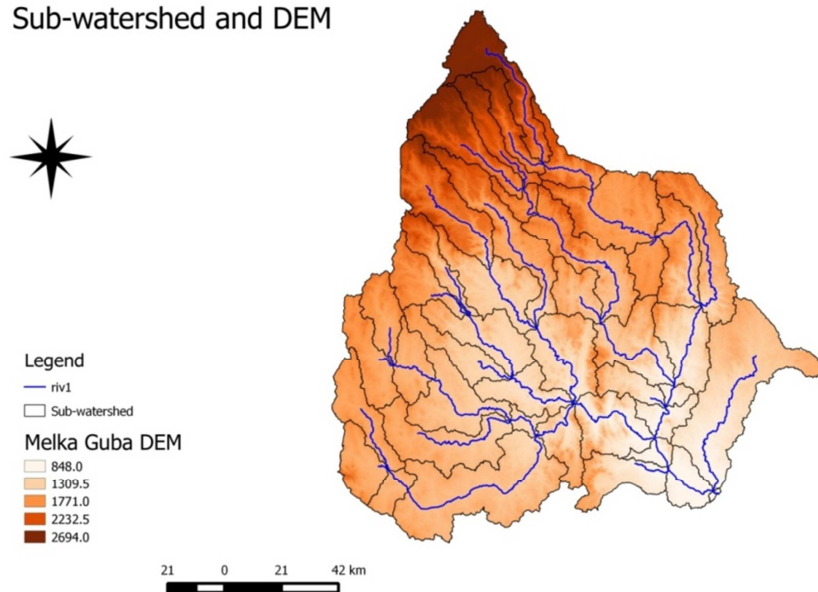 Sub-watershed and DEM
Legend
riv1
Sub-watershed
Melka Guba DEM
848.0
1309.5
1771.0
2232.5
2694.0
21 0 21 42 km